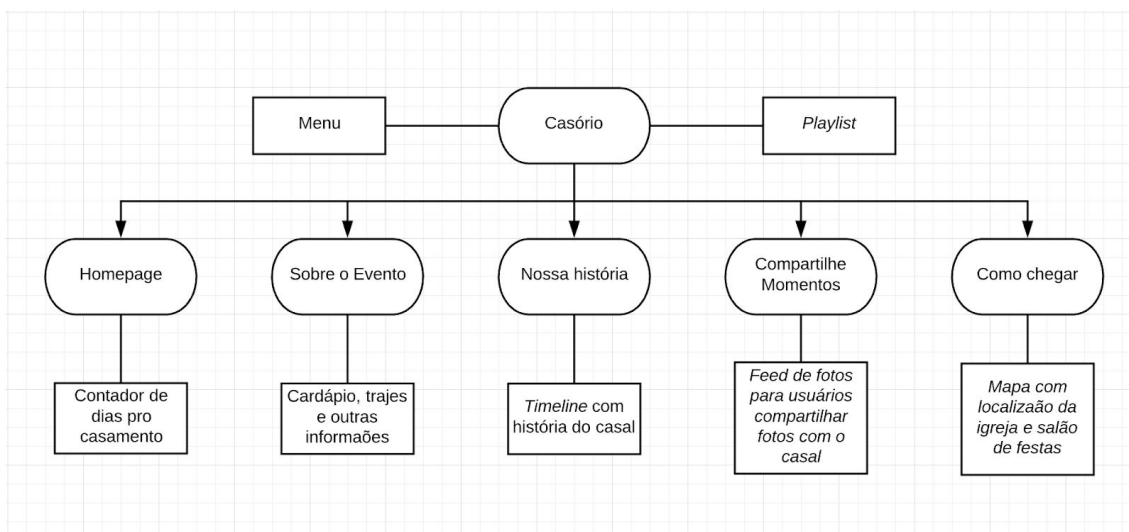 Menu
Casório
Playlist
Homepage
Sobre o Evento
Nossa história
Compartilhe
Momentos
Como chegar
Contador de
dias pro
casamento
Cardápio, trajes
e outras
informaões
Timeline com
história do casal
Feed de fotos
para usuários
compartilhar
fotos com o
casal
Mapa com
localizaão da
igreja e salão
de festas